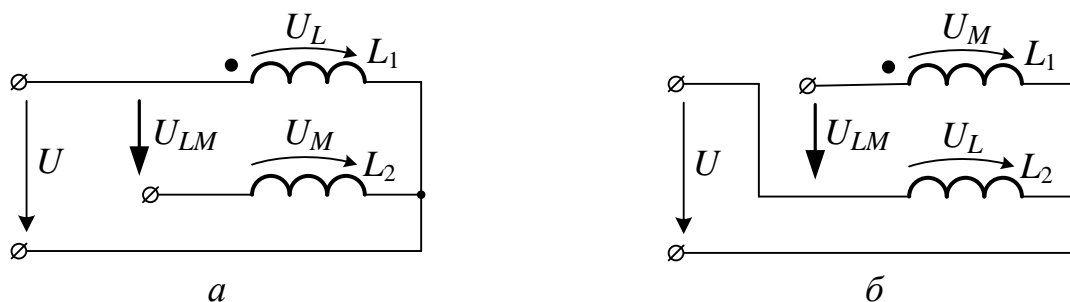 U_L L_1
U_LM
U
U_M L_2
а
U_M L_1
U_LM
U
U_L L_2
б